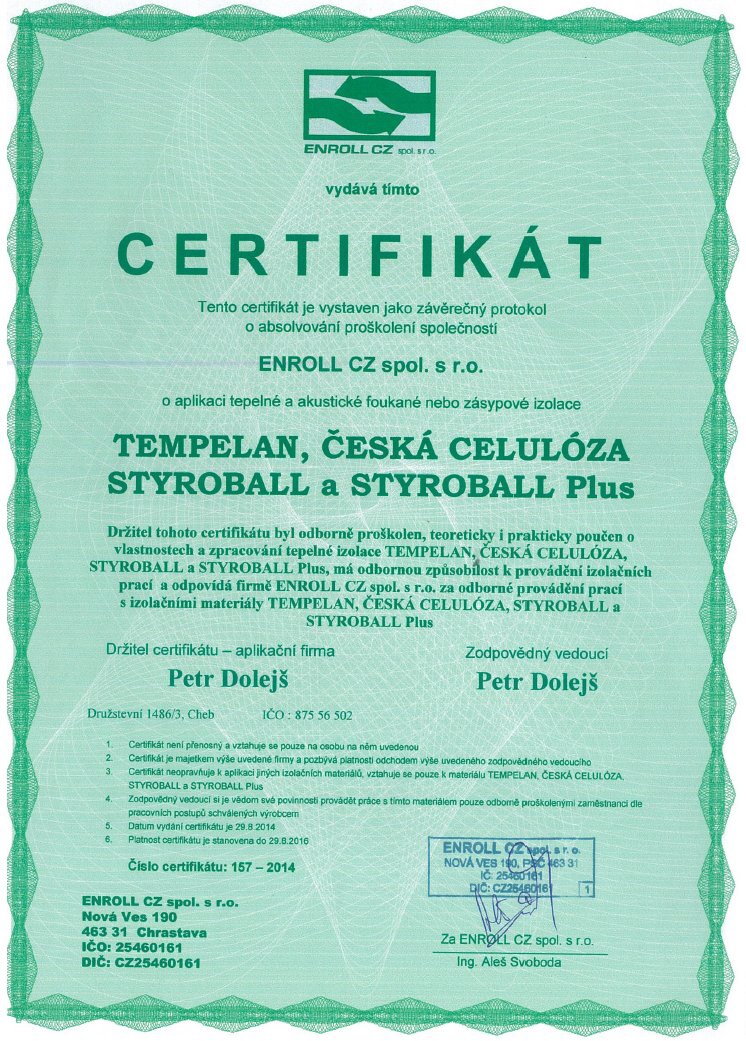 ENROLL CZ spol. s r.o.
vydává tímto
CERTIFIKÁT
Tento certifikát je vystaven jako závěrečný protokol
o absolvování proškolení společností
ENROLL CZ spol. s r.o.
o aplikaci tepelné a akustické foukané nebo zásypové izolace
TEMPELAN, ČESKÁ CELULÓZA
STYROBALL a STYROBALL Plus
Držitel tohoto certifikátu byl odborně proškolen, teoreticky i prakticky poučen o
vlastnostech a zpracování tepelné izolace TEMPELAN, ČESKÁ CELULÓZA,
STYROBALL a STYROBALL Plus, má odbornou způsobilost k provádění izolačních
prací a odpovídá firmě ENROLL CZ spol. s r.o. za odborné provádění prací
s izolačními materiály TEMPELAN, ČESKÁ CELULÓZA, STYROBALL a
STYROBALL Plus
Držitel certifikátu – aplikační firma
Petr Dolejš
Zodpovědný vedoucí
Petr Dolejš
Družstevní 1486/3, Cheb IČO : 875 56 502
1. Certifikát není přenosný a vztahuje se pouze na osobu na něm uvedenou
2. Certifikát je majetkem výše uvedené firmy a pozbývá platnosti odchodem výše uvedeného zodpovědného vedoucího
3. Certifikát neopravňuje k aplikaci jiných izolačních materiálů, vztahuje se pouze k materiálu TEMPELAN, ČESKÁ CELULÓZA,
STYROBALL a STYROBALL Plus
4. Zodpovědný vedoucí si je vědom své povinnosti provádět práce s tímto materiálem pouze odborně proškolenými zaměstnanci dle
pracovních postupů schválených výrobcem
5. Datum vydání certifikátu je 29.8 2014
6. Platnost certifikátu je stanovena do 29.8.2016
Číslo certifikátu: 157 – 2014
ENROLL CZ spol. s r.o.
Nová Ves 190
463 31 Chrastava
IČO: 25460161
DIČ: CZ25460161
ENROLL CZ spol. s r. o.
NOVÁ VES 190, PSČ 463 31
IČ: 25460161
DIČ: CZ25460161 1
Za ENROLL CZ spol. s r.o.
Ing. Aleš Svoboda